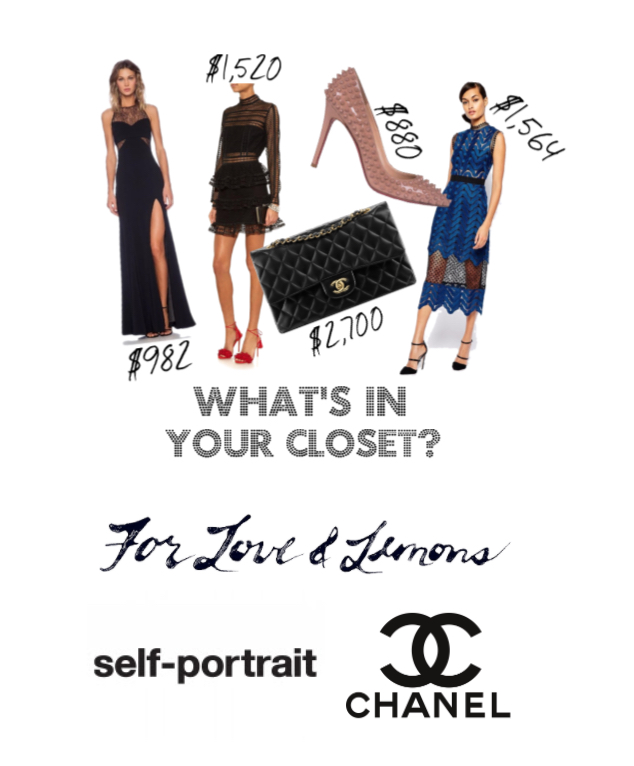 $1,520
$880
$1,564
$2,700
$982
WHAT'S IN
YOUR CLOSET?
For Love & Lemons
self-portrait
CHANEL